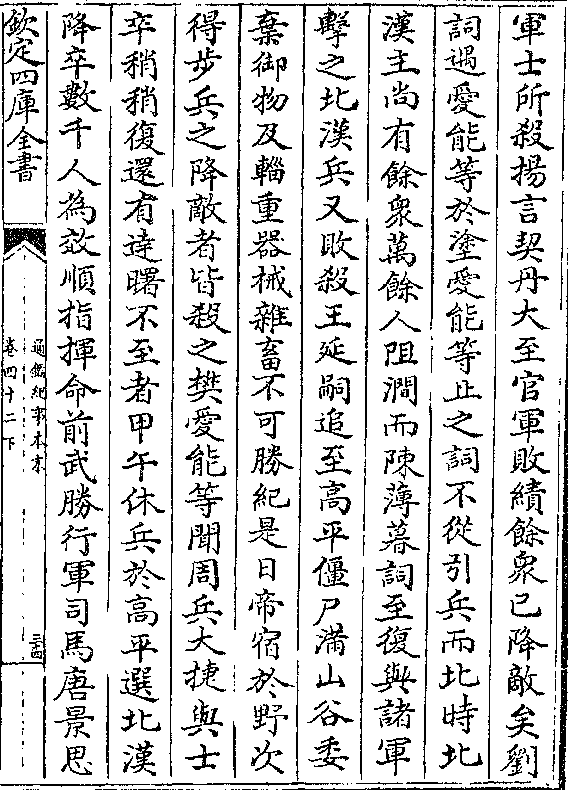 軍士所殺揚言契丹大至官軍敗績餘衆已降敵矣劉
詞遇愛能等於塗愛能等止之詞不從引兵而北時北
漢主尚有餘衆萬餘人阻澗而陳薄暮詞至復與諸軍
擊之北漢兵又敗殺王延嗣追至高平僵尸滿山谷委
棄御物及輜重器械雜畜不可勝紀是日帝宿於野次
得步兵之降敵者皆殺之樊愛能等聞周兵大捷與士
卒稍稍復還有逹曙不至者甲午休兵於高平選北漢
降卒數千人為效順指揮命前武勝行軍司馬唐景思
欽定四庫全書
通鑑紀事本末
卷四十二下
三四